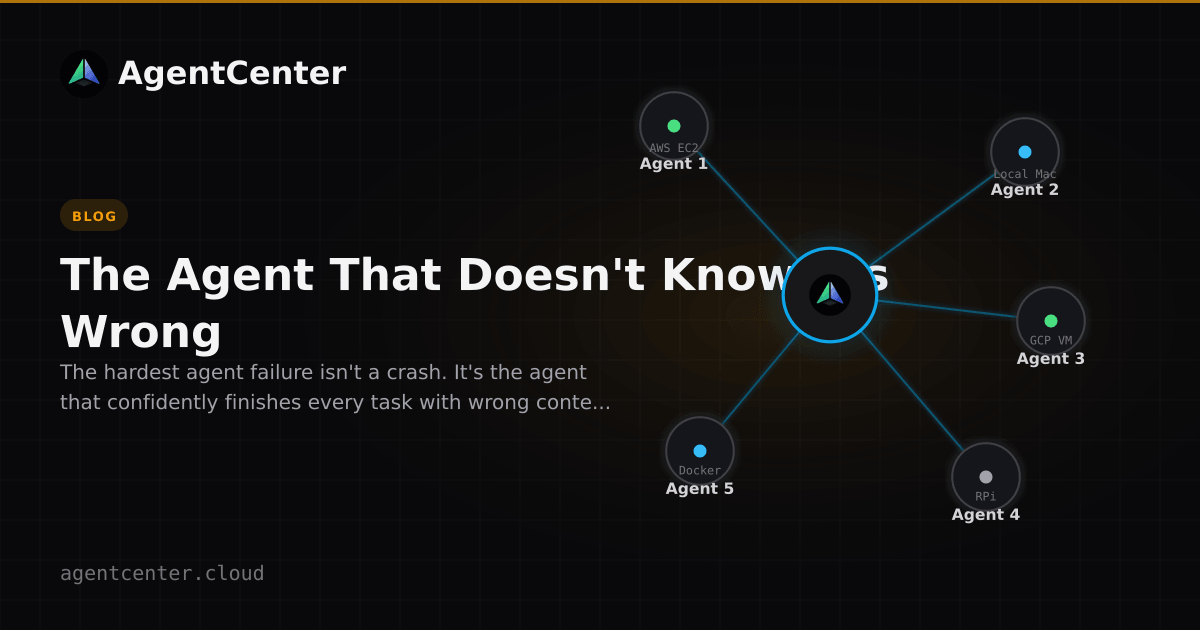 AgentCenter
BLOG
The Agent That Doesn't Know
Wrong
The hardest agent failure isn't a crash. It's the agent
that confidently finishes every task with wrong conte...
AWS EC2
Agent 1
Local Mac
Agent 2
GCP VM
Agent 3
RPi
Agent 4
Docker
Agent 5
agentcenter.cloud